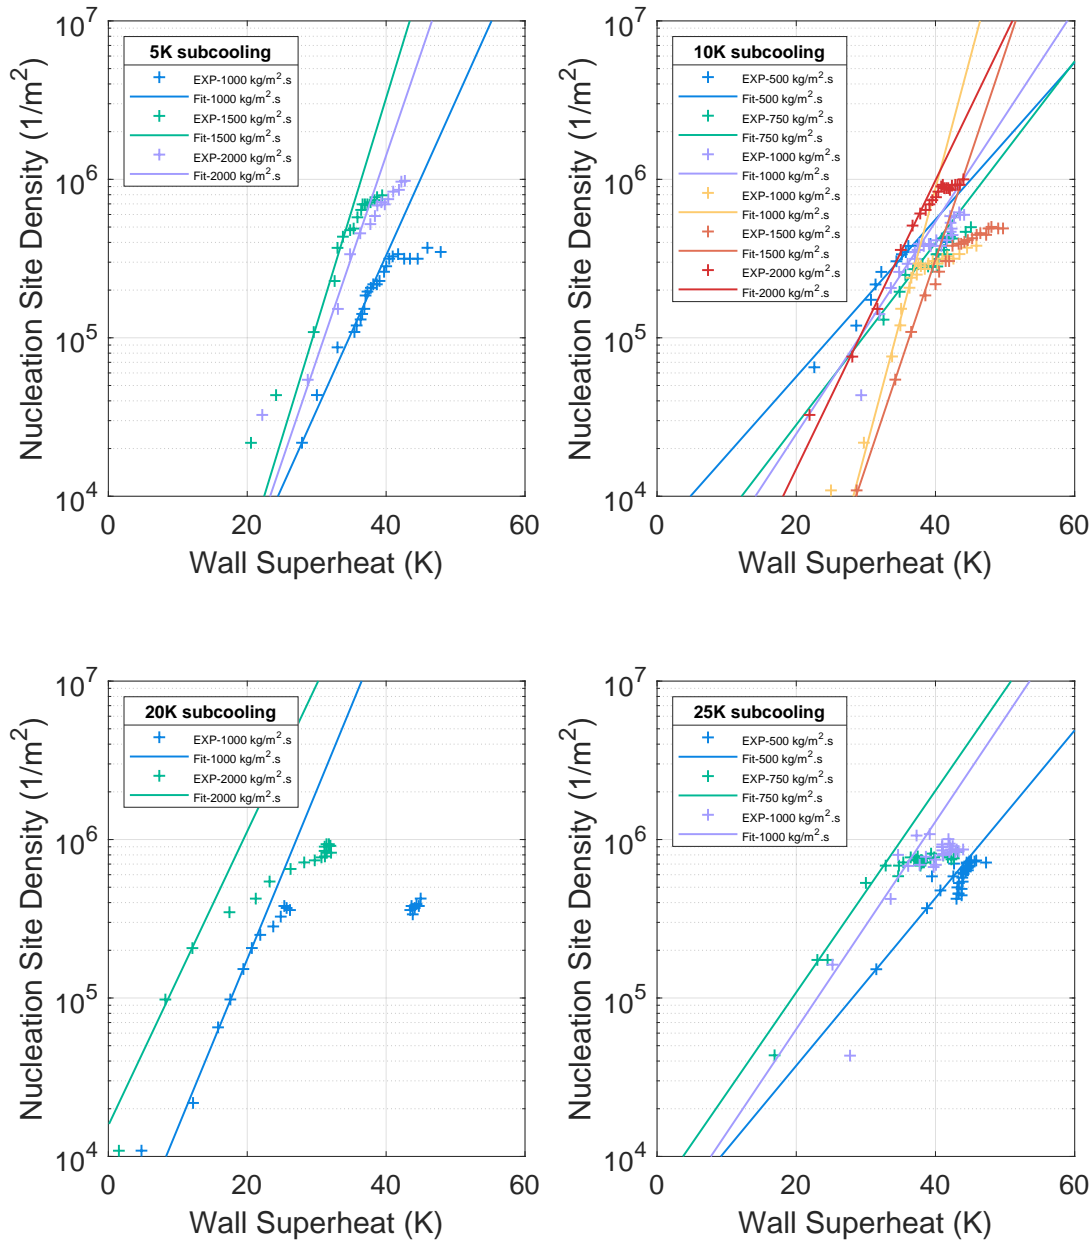 10^7
10^6
10^5
10^4
Nucleation Site Density (1/m^2)
5K subcooling
EXP-1000 kg/m^2.s
Fit-1000 kg/m^2.s
EXP-1500 kg/m^2.s
Fit-1500 kg/m^2.s
EXP-2000 kg/m^2.s
Fit-2000 kg/m^2.s
0 20 40 60
Wall Superheat (K)
10^7
10^6
10^5
10^4
Nucleation Site Density (1/m^2)
10K subcooling
EXP-500 kg/m^2.s
Fit-500 kg/m^2.s
EXP-750 kg/m^2.s
Fit-750 kg/m^2.s
EXP-1000 kg/m^2.s
Fit-1000 kg/m^2.s
EXP-1000 kg/m^2.s
Fit-1000 kg/m^2.s
EXP-1500 kg/m^2.s
Fit-1500 kg/m^2.s
EXP-2000 kg/m^2.s
Fit-2000 kg/m^2.s
0 20 40 60
Wall Superheat (K)
10^7
10^6
10^5
10^4
Nucleation Site Density (1/m^2)
20K subcooling
EXP-1000 kg/m^2.s
Fit-1000 kg/m^2.s
EXP-2000 kg/m^2.s
Fit-2000 kg/m^2.s
0 20 40 60
Wall Superheat (K)
10^7
10^6
10^5
10^4
Nucleation Site Density (1/m^2)
25K subcooling
EXP-500 kg/m^2.s
Fit-500 kg/m^2.s
EXP-750 kg/m^2.s
Fit-750 kg/m^2.s
EXP-1000 kg/m^2.s
Fit-1000 kg/m^2.s
0 20 40 60
Wall Superheat (K)